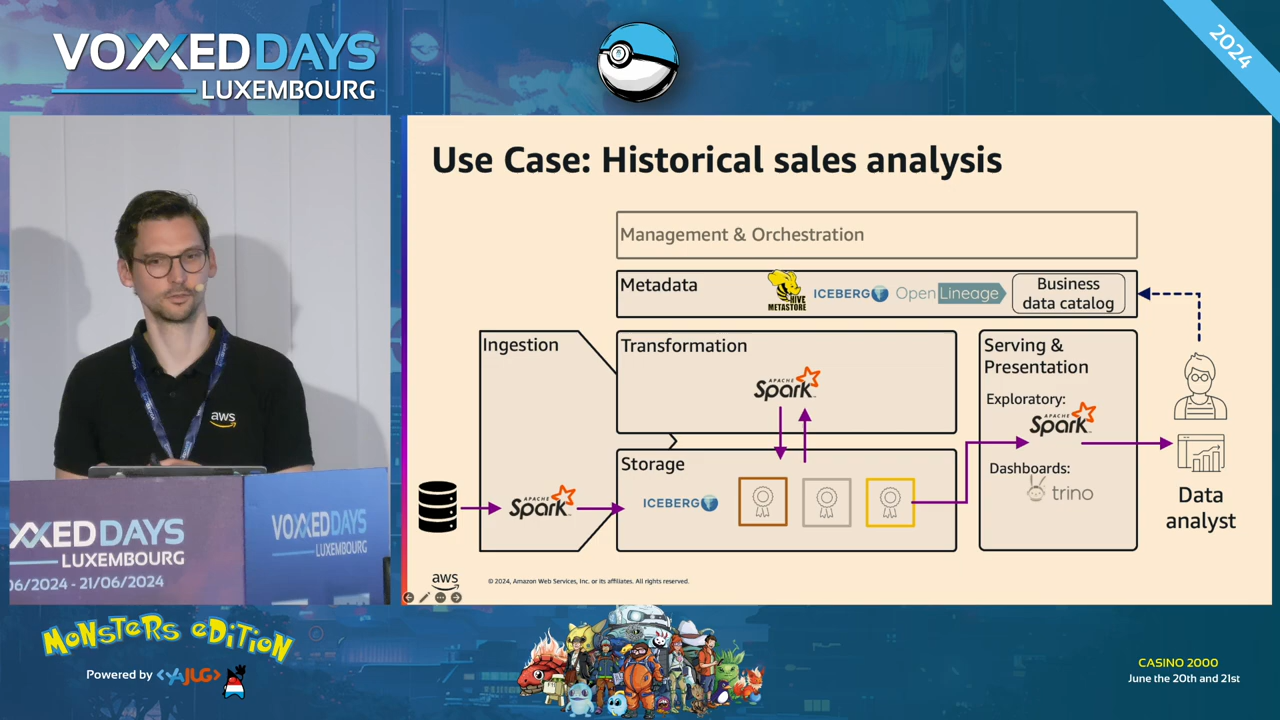 VOXXEDDAYS
LUXEMBOURG
2024
Use Case: Historical sales analysis
Management & Orchestration
Metadata
HIVE
METASTORE
ICEBERG
Open Lineage
Business
data catalog
Ingestion
Transformation
APACHE
Spark
Serving &
Presentation
Exploratory:
APACHE
Spark
Dashboards:
trino
Storage
ICEBERG
APACHE
Spark
Data
analyst
aws
© 2024, Amazon Web Services, Inc. or its affiliates. All rights reserved.
aws
XXEDDAYS
LUXEMBOURG
06/2024 - 21/06/2024
VOXXEDDAYS
LUXEMBOURG
MONSTERS EDITION
Powered by <YAJUG>
CASINO 2000
June the 20th and 21st